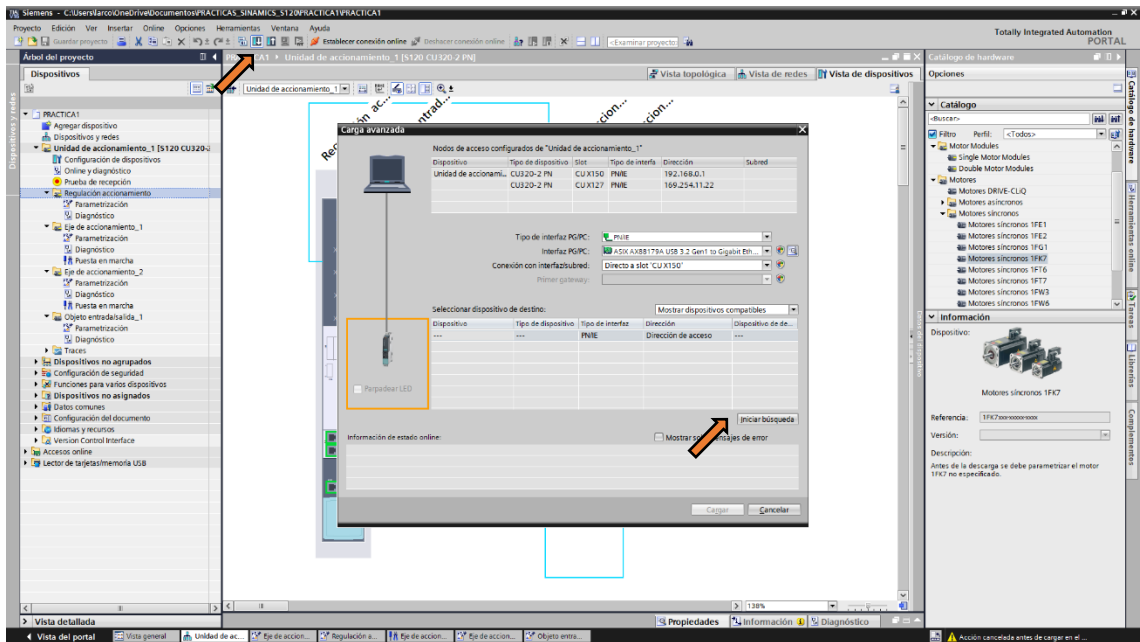 Siemens - C:\Users\larco\OneDrive\Documentos\PRACTICAS_SINAMICS_S120\PRACTICA1\PRACTICA1
Proyecto Edición Ver Insertar Online Opciones Herramientas Ventana Ayuda
Guardar proyecto
Establecer conexión online
Deshacer conexión online
<Examinar proyecto>
Totally Integrated Automation
PORTAL
Árbol del proyecto
Dispositivos
PRACTICA1
Agregar dispositivo
Dispositivos y redes
Unidad de accionamiento_1 [S120 CU320-2
Configuración de dispositivos
Online y diagnóstico
Prueba de recepción
Regulación accionamiento
Parametrización
Diagnóstico
Eje de accionamiento_1
Parametrización
Diagnóstico
Puesta en marcha
Eje de accionamiento_2
Parametrización
Diagnóstico
Puesta en marcha
Objeto entrada/salida_1
Parametrización
Diagnóstico
Traces
Dispositivos no agrupados
Configuración de seguridad
Funciones para varios dispositivos
Dispositivos no asignados
Datos comunes
Configuración del documento
Idiomas y recursos
Version Control Interface
Accesos online
Lector de tarjetas/memoria USB
Vista detallada
Dispositivos y redes
CA1 Unidad de accionamiento_1 [S120 CU320-2 PN]
Vista topológica Vista de redes Vista de dispositivos
Unidad de accionamiento_1
Carga avanzada
Nodos de acceso configurados de "Unidad de accionamiento_1"
Dispositivo Tipo de dispositivo Slot Tipo de interfa Dirección Subred
Unidad de accionami... CU320-2 PN CU X150 PN/IE 192.168.0.1
CU320-2 PN CU X127 PN/IE 169.254.11.22
Tipo de interfaz PG/PC: PN/IE
Interfaz PG/PC: ASIX AX88179A USB 3.2 Gen1 to Gigabit Eth...
Conexión con interfaz/subred: Directo a slot 'CU X150'
Primer gateway:
Seleccionar dispositivo de destino: Mostrar dispositivos compatibles
Dispositivo Tipo de dispositivo Tipo de interfaz Dirección Dispositivo de de...
--- --- PN/IE Dirección de acceso ---
Parpadear LED
Iniciar búsqueda
Información de estado online:
Mostrar
de error
Cargar Cancelar
138%
Propiedades Información Diagnóstico
Datos del dispositivo
Catálogo de hardware
Opciones
Catálogo
<Buscar>
Filtro Perfil: <Todos>
Motor Modules
Single Motor Modules
Double Motor Modules
Motores
Motores DRIVE-CLiQ
Motores asíncronos
Motores síncronos
Motores síncronos 1FE1
Motores síncronos 1FE2
Motores síncronos 1FG1
Motores síncronos 1FK7
Motores síncronos 1FT6
Motores síncronos 1FT7
Motores síncronos 1FW3
Motores síncronos 1FW6
Información
Dispositivo:
Motores síncronos 1FK7
Referencia: 1FK7xxx-xxxxx-xxxx
Versión:
Descripción:
Antes de la descarga se debe parametrizar el motor
1FK7 no especificado.
Catálogo de hardware
Herramientas online
Tareas
Librerías
Complementos
Vista del portal Vista general Unidad de ac... Eje de accion... Regulación a... Eje de accion... Eje de accion... Objeto entra...
Acción cancelada antes de cargar en el ...